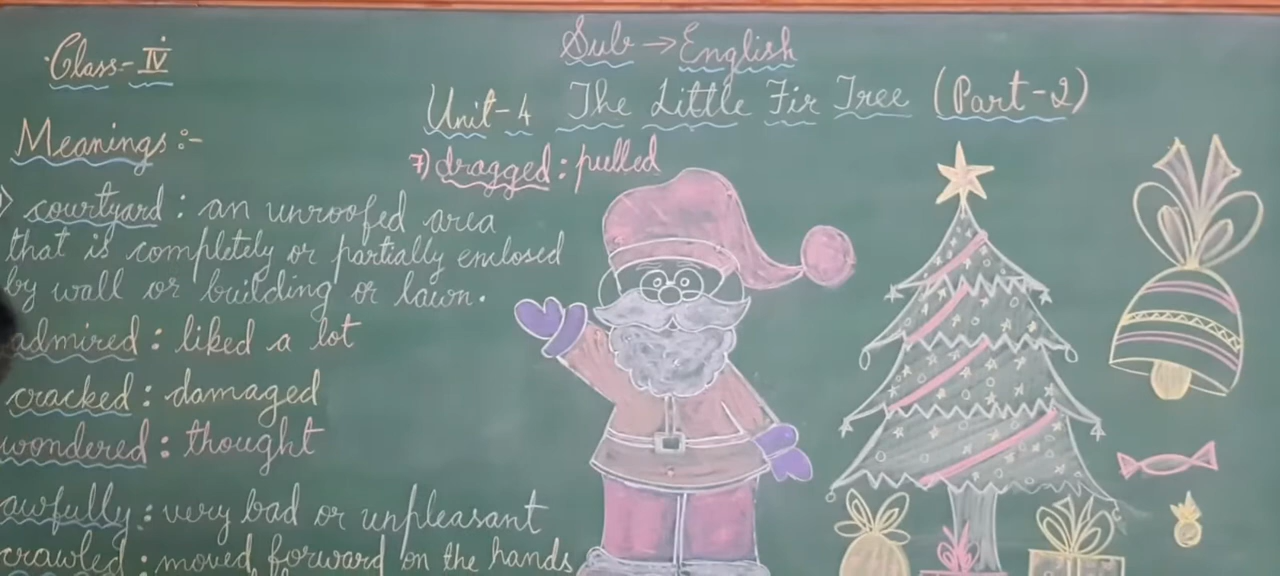 Class-IV
Sub → English
Unit-4 The Little Fir Tree (Part-2)
Meanings :-
7) dragged : pulled
) courtyard : an unroofed area
that is completely or partially enclosed
by wall or building or lawn.
admired : liked a lot
cracked : damaged
wondered : thought
awfully : very bad or unpleasant
crawled : moved forward on the hands